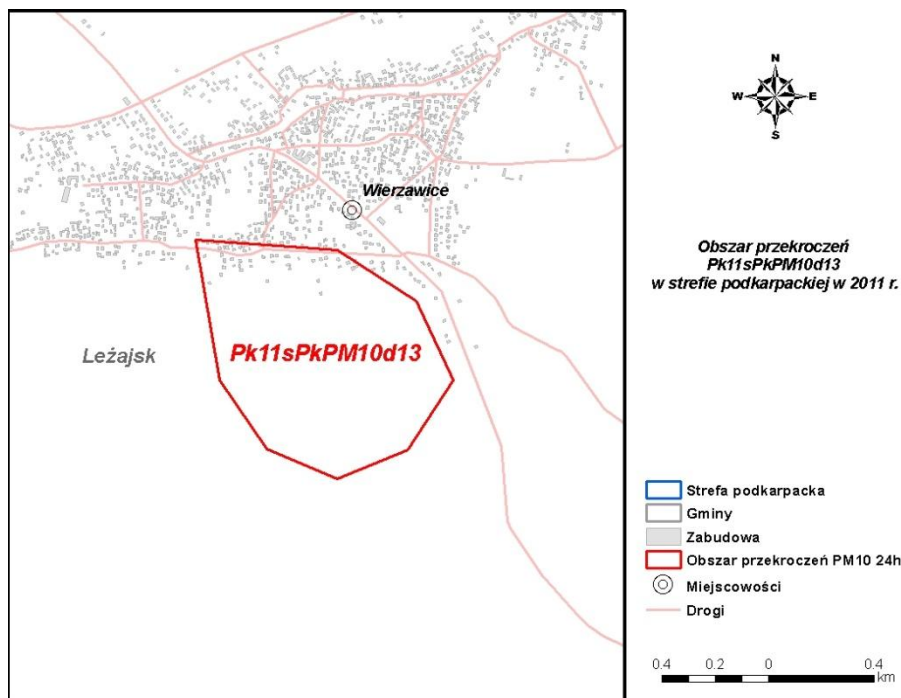 N
W E
S
Wierzawice
Obszar przekroczeń
Pk11sPkPM10d13
w strefie podkarpackiej w 2011 r.
Leżajsk
Pk11sPkPM10d13
Strefa podkarpacka
Gminy
Zabudowa
Obszar przekroczeń PM10 24h
Miejscowości
Drogi
0.4 0.2 0 0.4
km